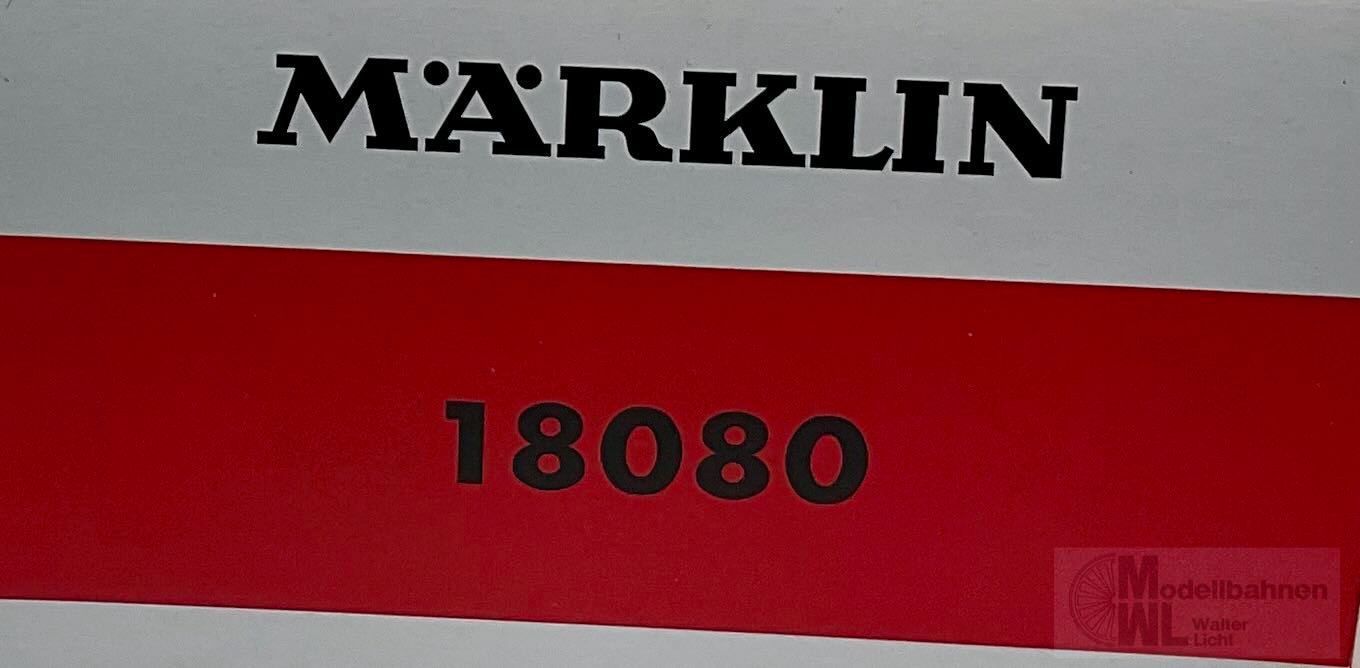 MÄRKLIN
18080
Modellbahnen
WL Walter
Licht